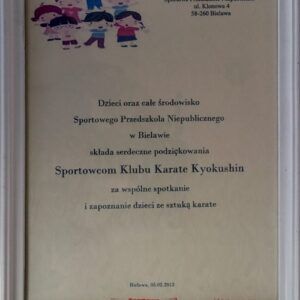 ul. Klonowa 4
58-260 Bielawa
Dzieci oraz całe środowisko
Sportowego Przedszkola Niepublicznego
w Bielawie
składa serdeczne podziękowania
Sportowcom Klubu Karate Kyokushin
za wspólne spotkanie
i zapoznanie dzieci ze sztuką karate
Bielawa, 05.02.2013